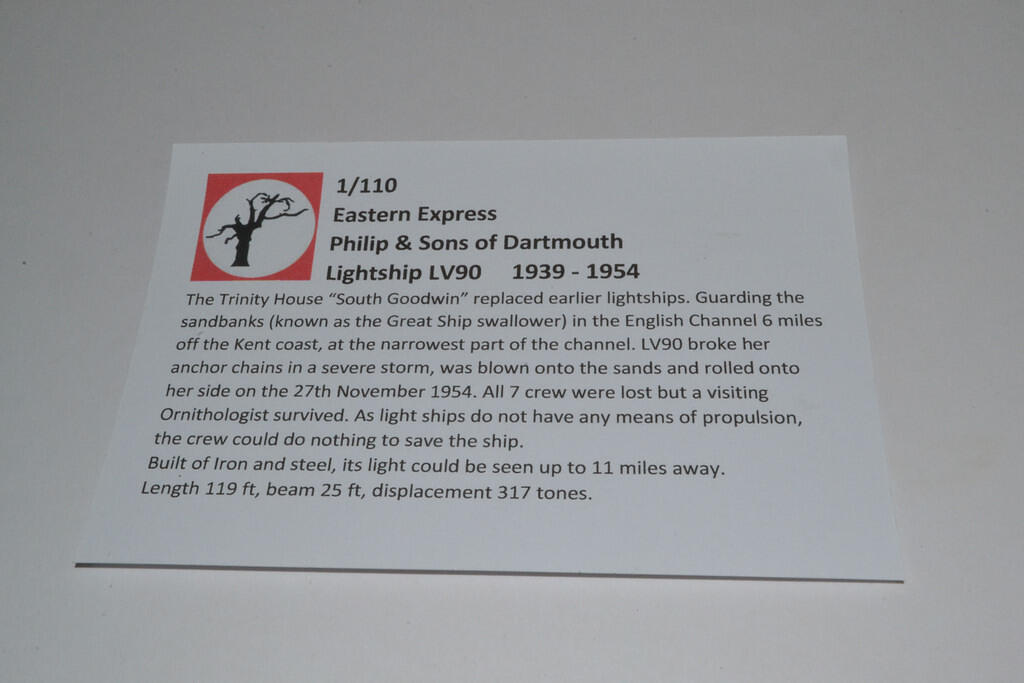 1/110
Eastern Express
Philip & Sons of Dartmouth
Lightship LV90 1939 - 1954
The Trinity House “South Goodwin” replaced earlier lightships. Guarding the
sandbanks (known as the Great Ship swallower) in the English Channel 6 miles
off the Kent coast, at the narrowest part of the channel. LV90 broke her
anchor chains in a severe storm, was blown onto the sands and rolled onto
her side on the 27th November 1954. All 7 crew were lost but a visiting
Ornithologist survived. As light ships do not have any means of propulsion,
the crew could do nothing to save the ship.
Built of Iron and steel, its light could be seen up to 11 miles away.
Length 119 ft, beam 25 ft, displacement 317 tones.